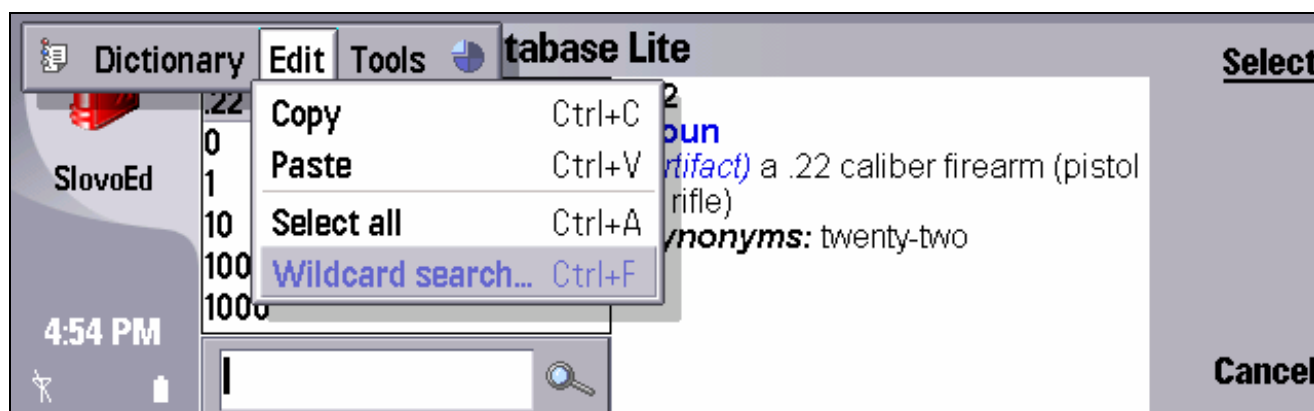 Dictionary Edit Tools tabase Lite
Select
Copy Ctrl+C
Paste Ctrl+V
Select all Ctrl+A
Wildcard search... Ctrl+F
SlovoEd
.22
0
1
10
100
1000
2
oun
rtifact) a .22 caliber firearm (pistol
rifle)
ynonyms: twenty-two
4:54 PM
Cancel